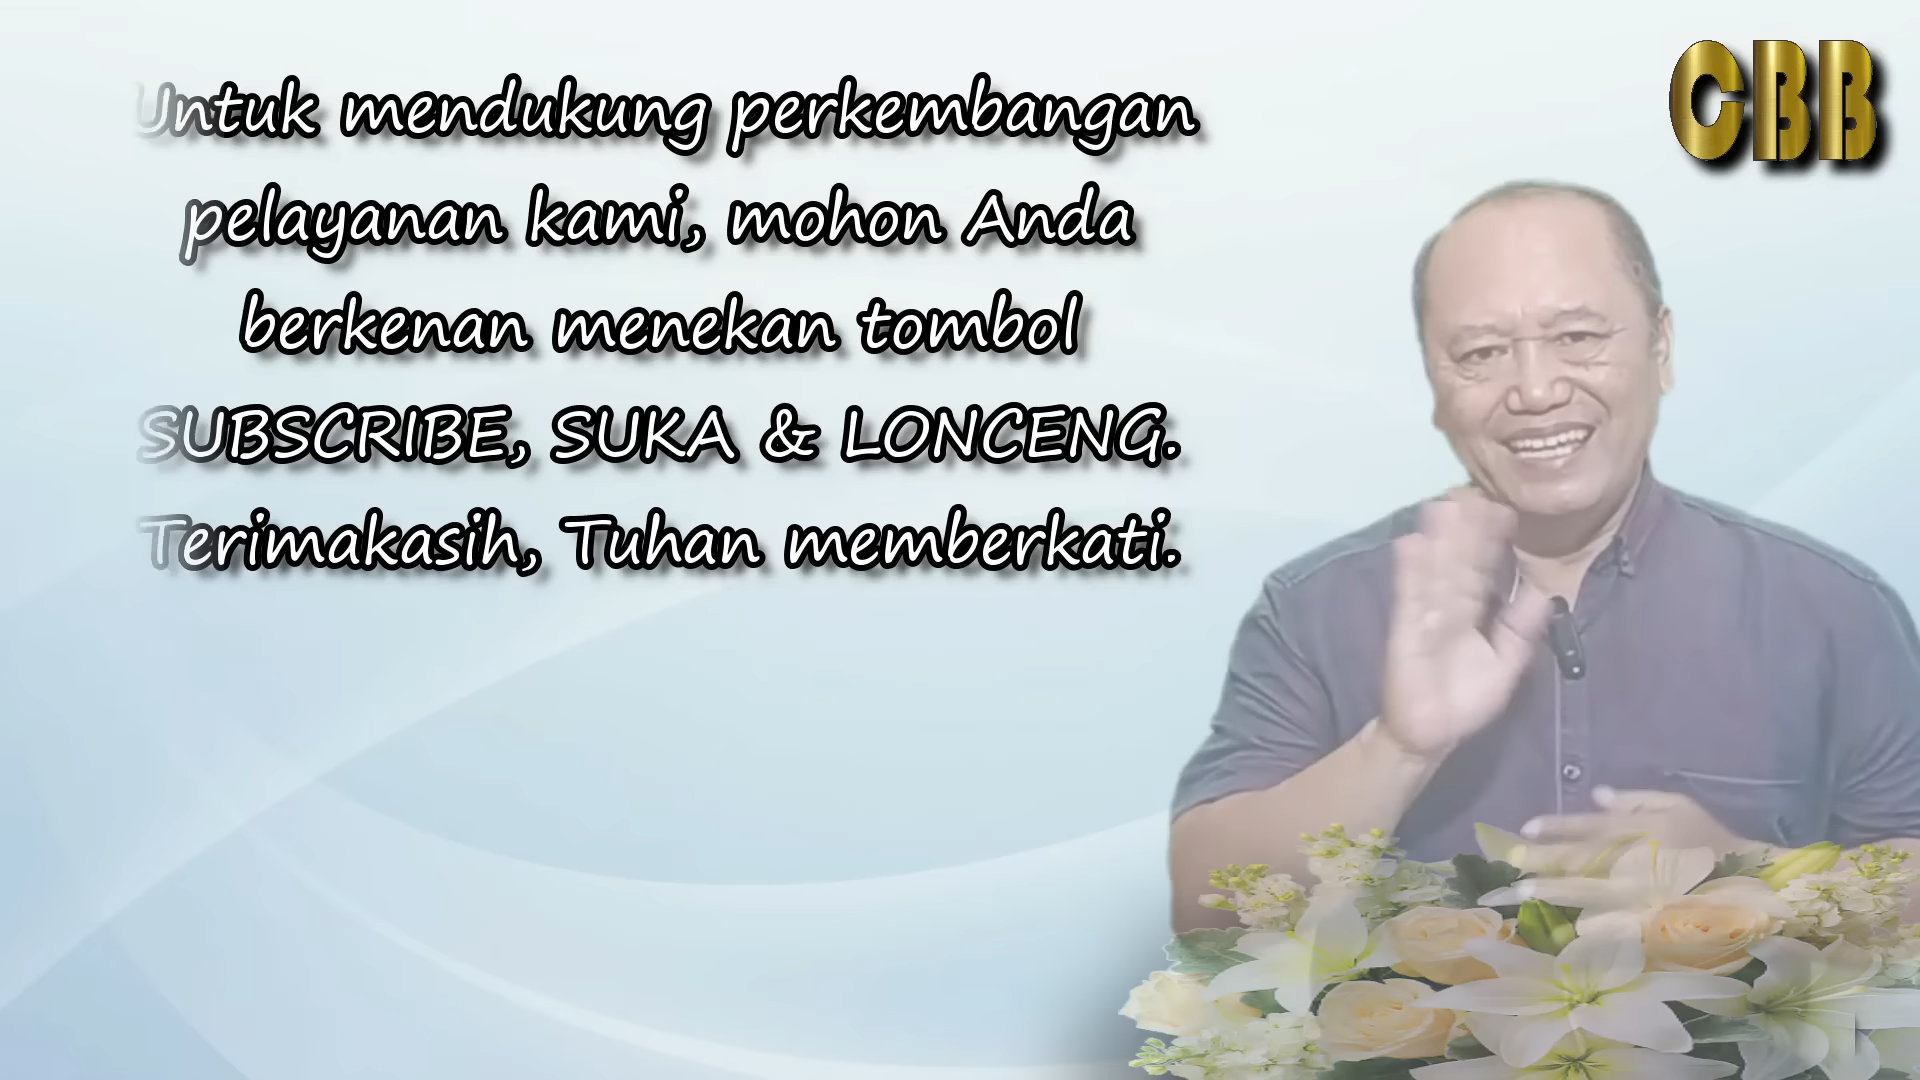 CBB
Untuk mendukung perkembangan
pelayanan kami, mohon Anda
berkenan menekan tombol
SUBSCRIBE, SUKA & LONCENG.
Terimakasih, Tuhan memberkati.